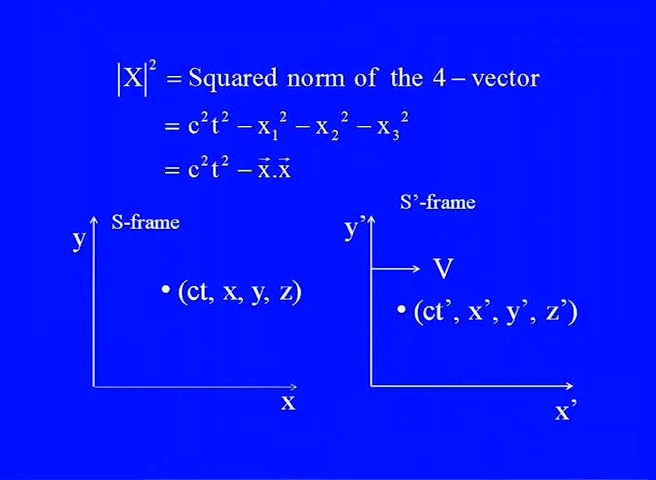 |X|² = Squared norm of the 4 – vector
= c²t² – x₁² – x₂² – x₃²
= c²t² – x⃗.x⃗
S-frame
S’-frame
y
y’
V
• (ct, x, y, z)
• (ct’, x’, y’, z’)
x
x’